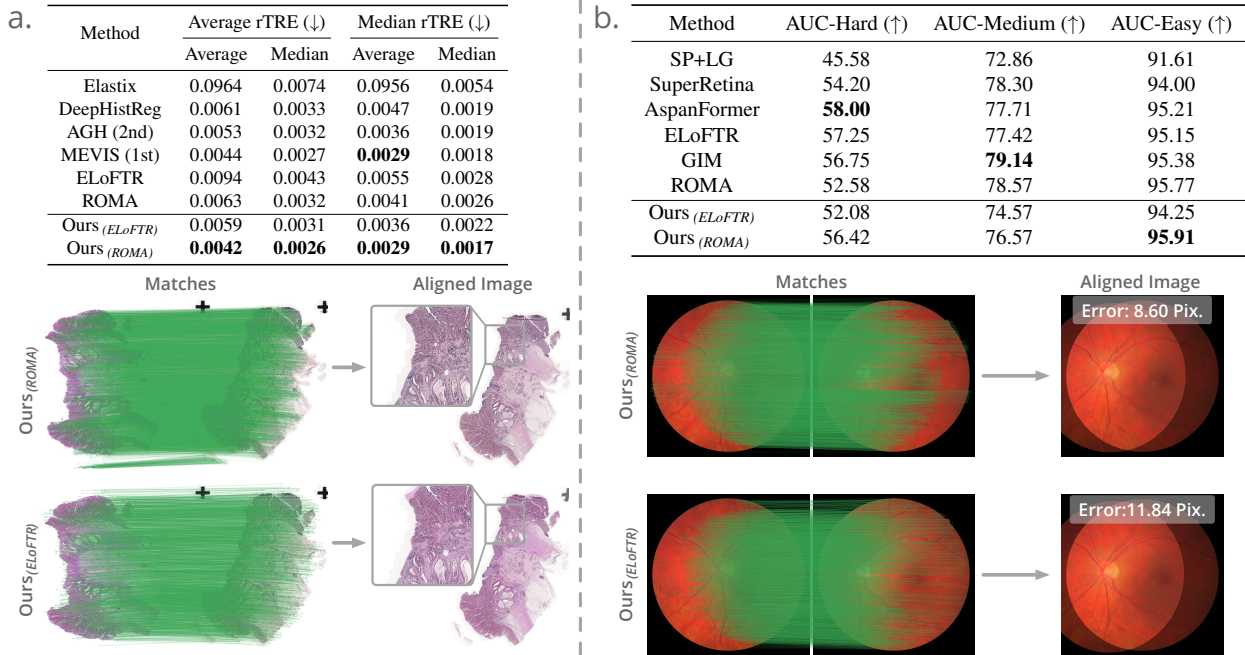 a.
Method Average rTRE (↓) Median rTRE (↓)
Average Median Average Median
Elastix 0.0964 0.0074 0.0956 0.0054
DeepHistReg 0.0061 0.0033 0.0047 0.0019
AGH (2nd) 0.0053 0.0032 0.0036 0.0019
MEVIS (1st) 0.0044 0.0027 0.0029 0.0018
ELoFTR 0.0094 0.0043 0.0055 0.0028
ROMA 0.0063 0.0032 0.0041 0.0026
Ours (ELoFTR) 0.0059 0.0031 0.0036 0.0022
Ours (ROMA) 0.0042 0.0026 0.0029 0.0017
Matches Aligned Image
Ours(ROMA)
Ours(ELoFTR)
b.
Method AUC-Hard (↑) AUC-Medium (↑) AUC-Easy (↑)
SP+LG 45.58 72.86 91.61
SuperRetina 54.20 78.30 94.00
AspanFormer 58.00 77.71 95.21
ELoFTR 57.25 77.42 95.15
GIM 56.75 79.14 95.38
ROMA 52.58 78.57 95.77
Ours (ELoFTR) 52.08 74.57 94.25
Ours (ROMA) 56.42 76.57 95.91
Matches Aligned Image
Ours(ROMA)
Error: 8.60 Pix.
Ours(ELoFTR)
Error:11.84 Pix.